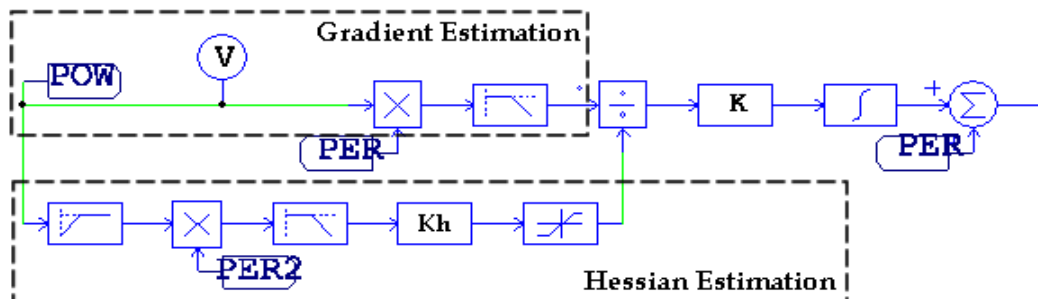 Gradient Estimation
V
POW
K
Σ
+
PER
PER
Kh
PER2
Hessian Estimation